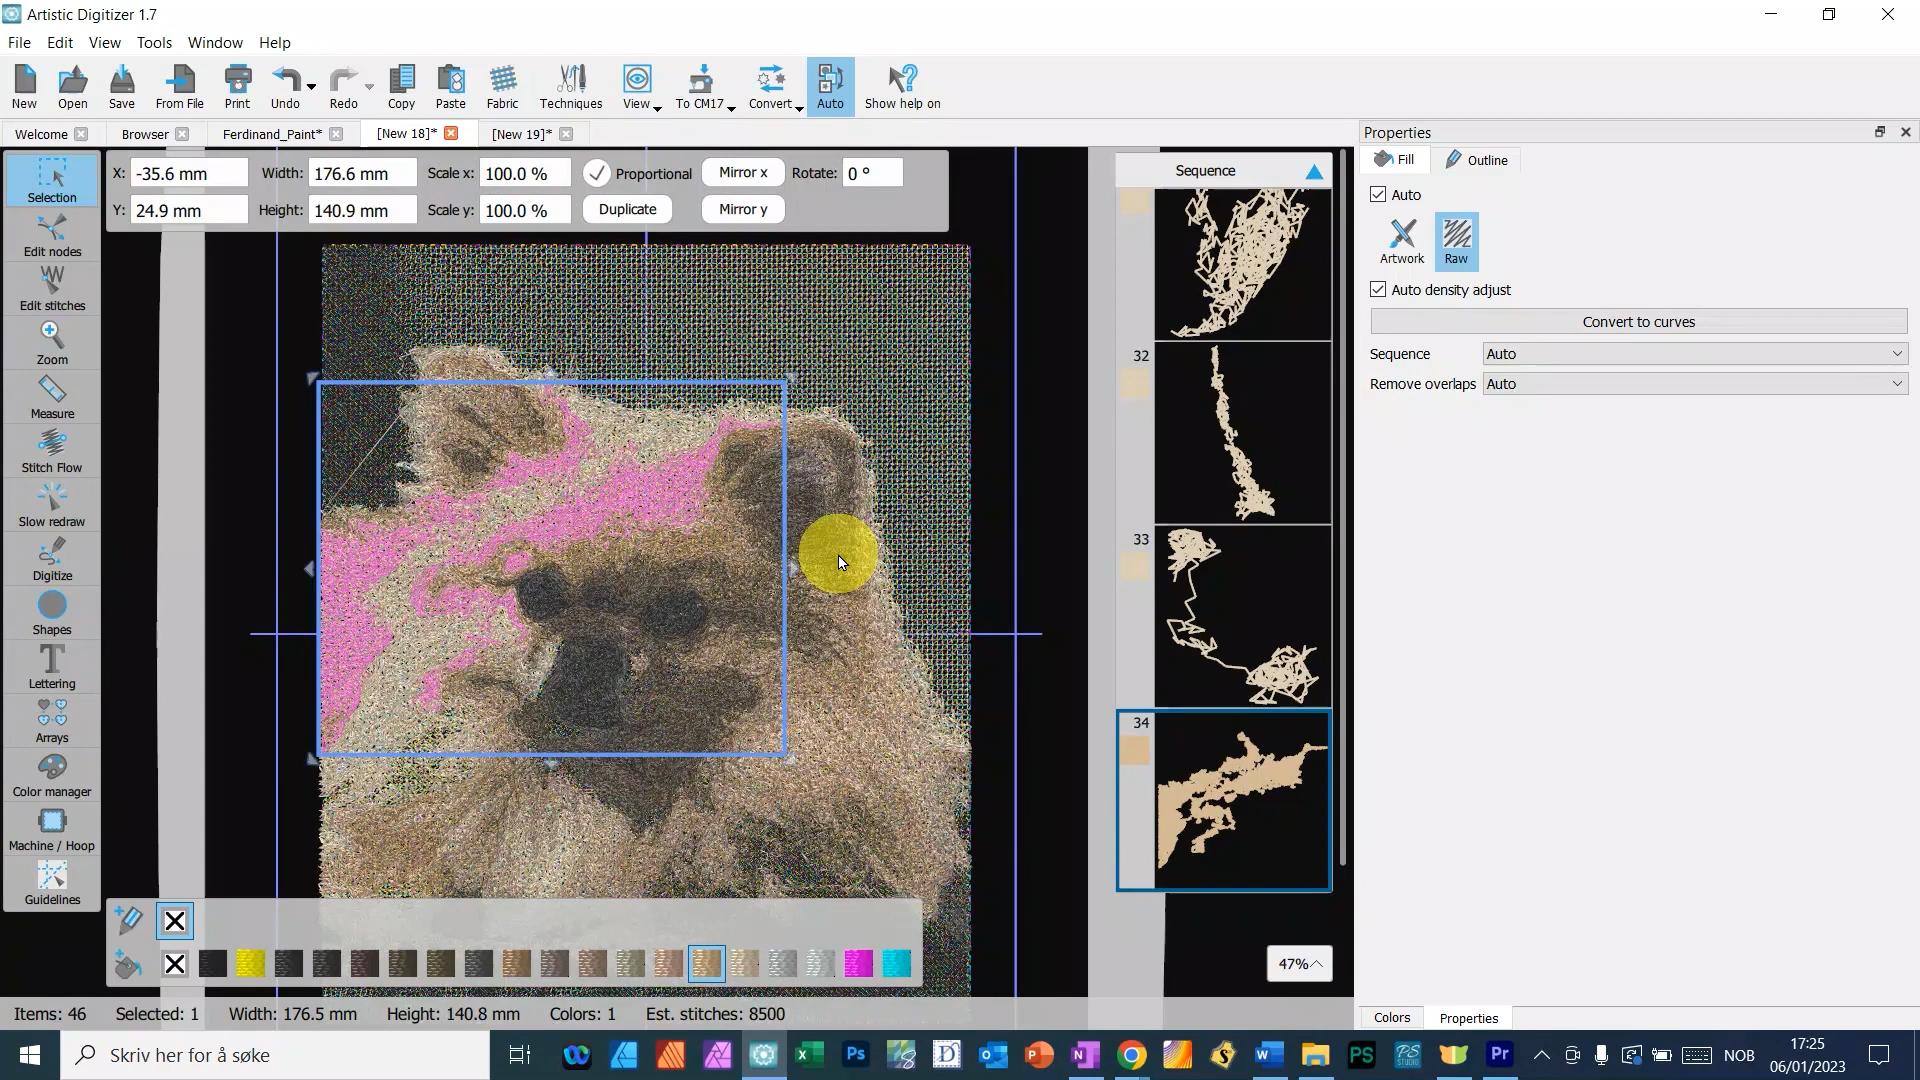 Artistic Digitizer 1.7
File Edit View Tools Window Help
New Open Save From File Print Undo Redo Copy Paste Fabric Techniques View To CM17 Convert Auto Show help on
Welcome Browser Ferdinand_Paint* [New 18]* [New 19]*
X: -35.6 mm Width: 176.6 mm Scale x: 100.0 % Proportional Mirror x Rotate: 0 °
Y: 24.9 mm Height: 140.9 mm Scale y: 100.0 % Duplicate Mirror y
Selection
Edit nodes
Edit stitches
Zoom
Measure
Stitch Flow
Slow redraw
Digitize
Shapes
Lettering
Arrays
Color manager
Machine / Hoop
Guidelines
Sequence
32
33
34
47%
Properties
Fill Outline
Auto
Artwork Raw
Auto density adjust
Convert to curves
Sequence Auto
Remove overlaps Auto
Colors Properties
Items: 46 Selected: 1 Width: 176.5 mm Height: 140.8 mm Colors: 1 Est. stitches: 8500
Skriv her for å søke
NOB
17:25
06/01/2023